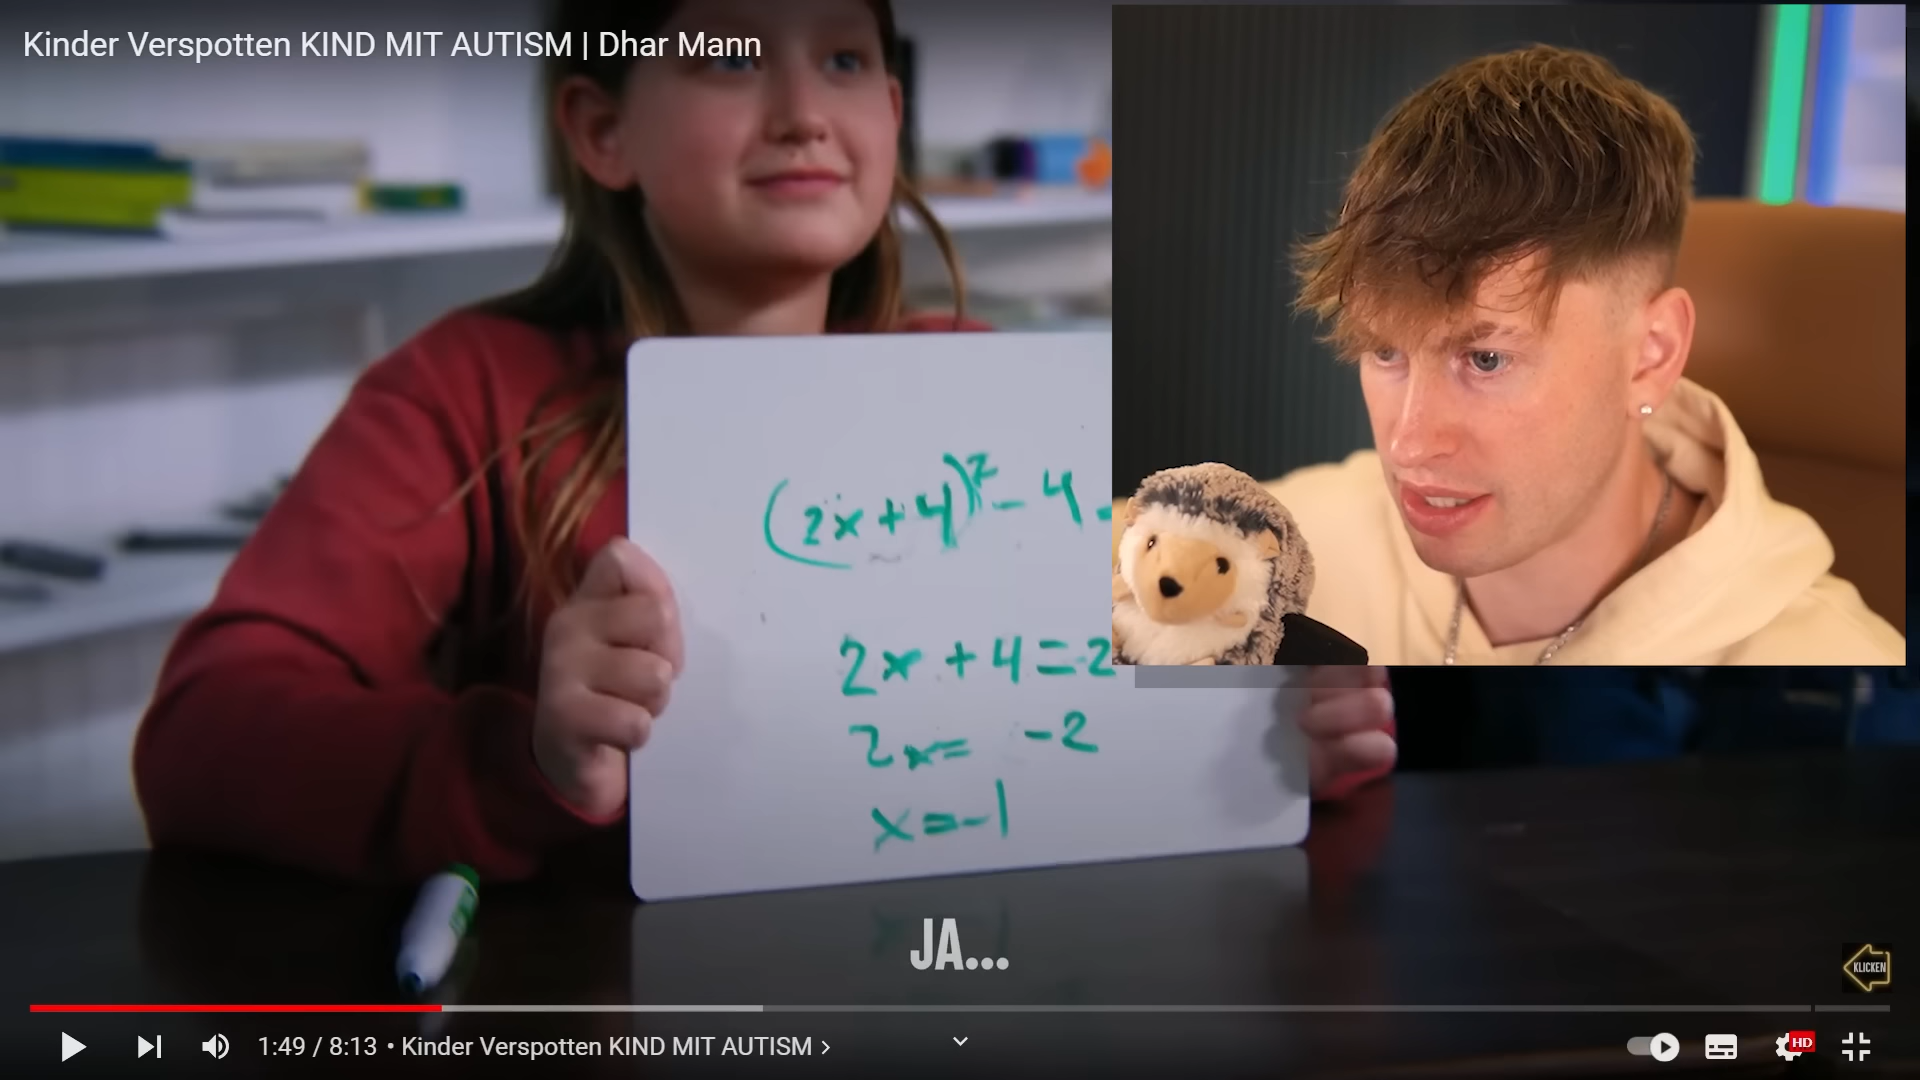 Kinder Verspotten KIND MIT AUTISM | Dhar Mann
(2x+4)² - 4 -
2x + 4 = 2
2x = -2
x = -1
JA...
KLICKEN
1:49 / 8:13 • Kinder Verspotten KIND MIT AUTISM >
HD